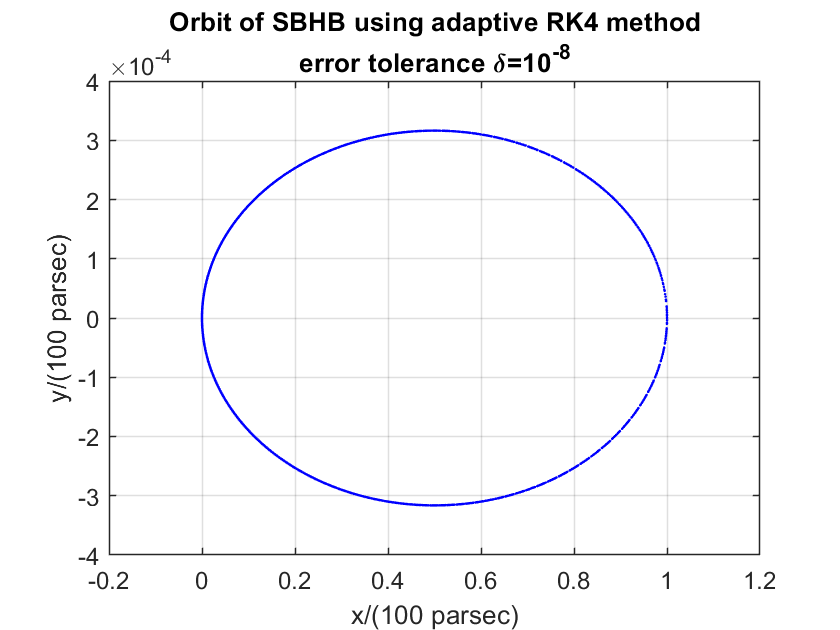 Orbit of SBHB using adaptive RK4 method
error tolerance δ=10⁻⁸
×10⁻⁴
4
3
2
1
0
-1
-2
-3
-4
y/(100 parsec)
-0.2 0 0.2 0.4 0.6 0.8 1 1.2
x/(100 parsec)